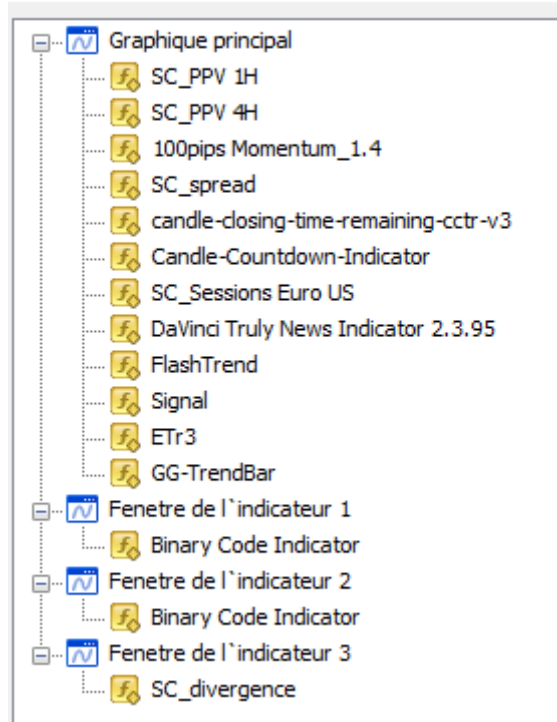 Graphique principal
SC_PPV 1H
SC_PPV 4H
100pips Momentum_1.4
SC_spread
candle-closing-time-remaining-cctr-v3
Candle-Countdown-Indicator
SC_Sessions Euro US
DaVinci Truly News Indicator 2.3.95
FlashTrend
Signal
ETr3
GG-TrendBar
Fenetre de l`indicateur 1
Binary Code Indicator
Fenetre de l`indicateur 2
Binary Code Indicator
Fenetre de l`indicateur 3
SC_divergence